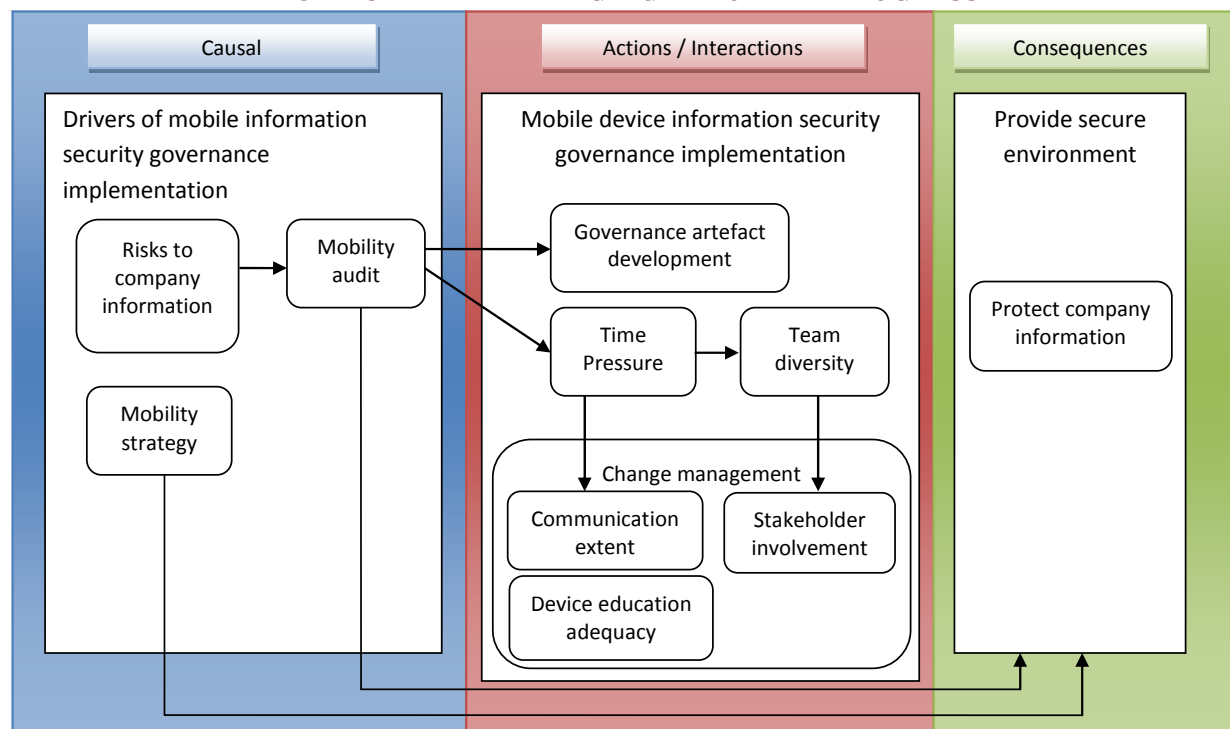 Causal
Actions / Interactions
Consequences
Drivers of mobile information
security governance
implementation
Risks to
company
information
Mobility
audit
Mobility
strategy
Mobile device information security
governance implementation
Governance artefact
development
Time
Pressure
Team
diversity
Change management
Communication
extent
Stakeholder
involvement
Device education
adequacy
Provide secure
environment
Protect company
information